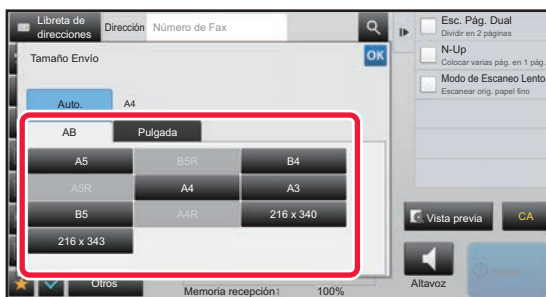 Libreta de
direcciones
Dirección
Número de Fax
Tamaño Envío
OK
Auto.
A4
AB
Pulgada
A5
B5R
B4
A5R
A4
A3
B5
A4R
216 x 340
216 x 343
Otros
Memoria recepción:
100%
Esc. Pág. Dual
Dividir en 2 páginas
N-Up
Colocar varias pág. en 1 pág.
Modo de Escaneo Lento
Escanear orig. papel fino
Vista previa
CA
Altavoz
Iniciar